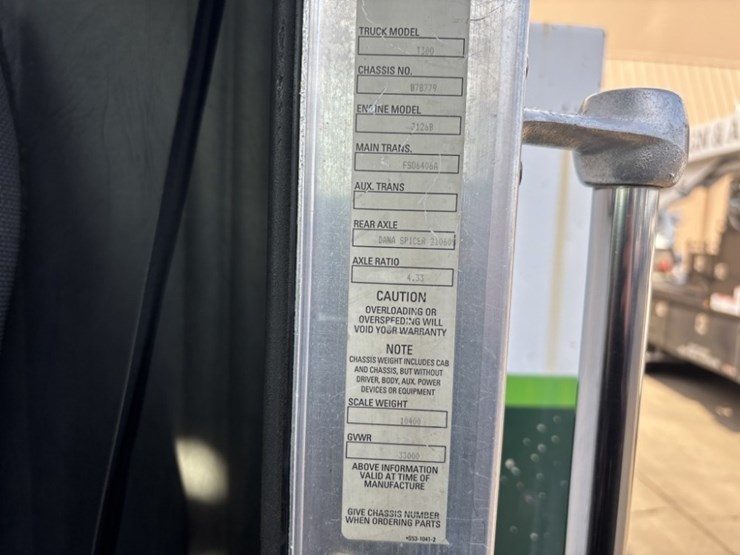 TRUCK MODEL
T300
CHASSIS NO.
ENGINE MODEL
3126B
MAIN TRANS.
FS06406A
AUX. TRANS
REAR AXLE
DANA SPICER
AXLE RATIO
4.33
CAUTION
OVERLOADING OR
OVERSPEEDING WILL
VOID YOUR WARRANTY
NOTE
CHASSIS WEIGHT INCLUDES CAB
AND CHASSIS, BUT WITHOUT
DRIVER, BODY, AUX. POWER
DEVICES OR EQUIPMENT
SCALE WEIGHT
GVWR
33000
ABOVE INFORMATION
VALID AT TIME OF
MANUFACTURE
GIVE CHASSIS NUMBER
WHEN ORDERING PARTS